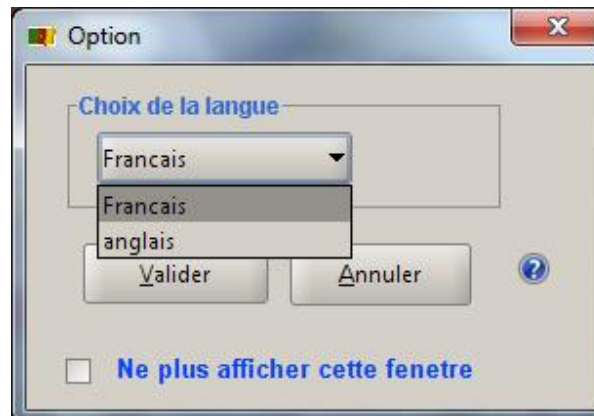 Option
Choix de la langue
Francais
Francais
anglais
Valider
Annuler
Ne plus afficher cette fenetre